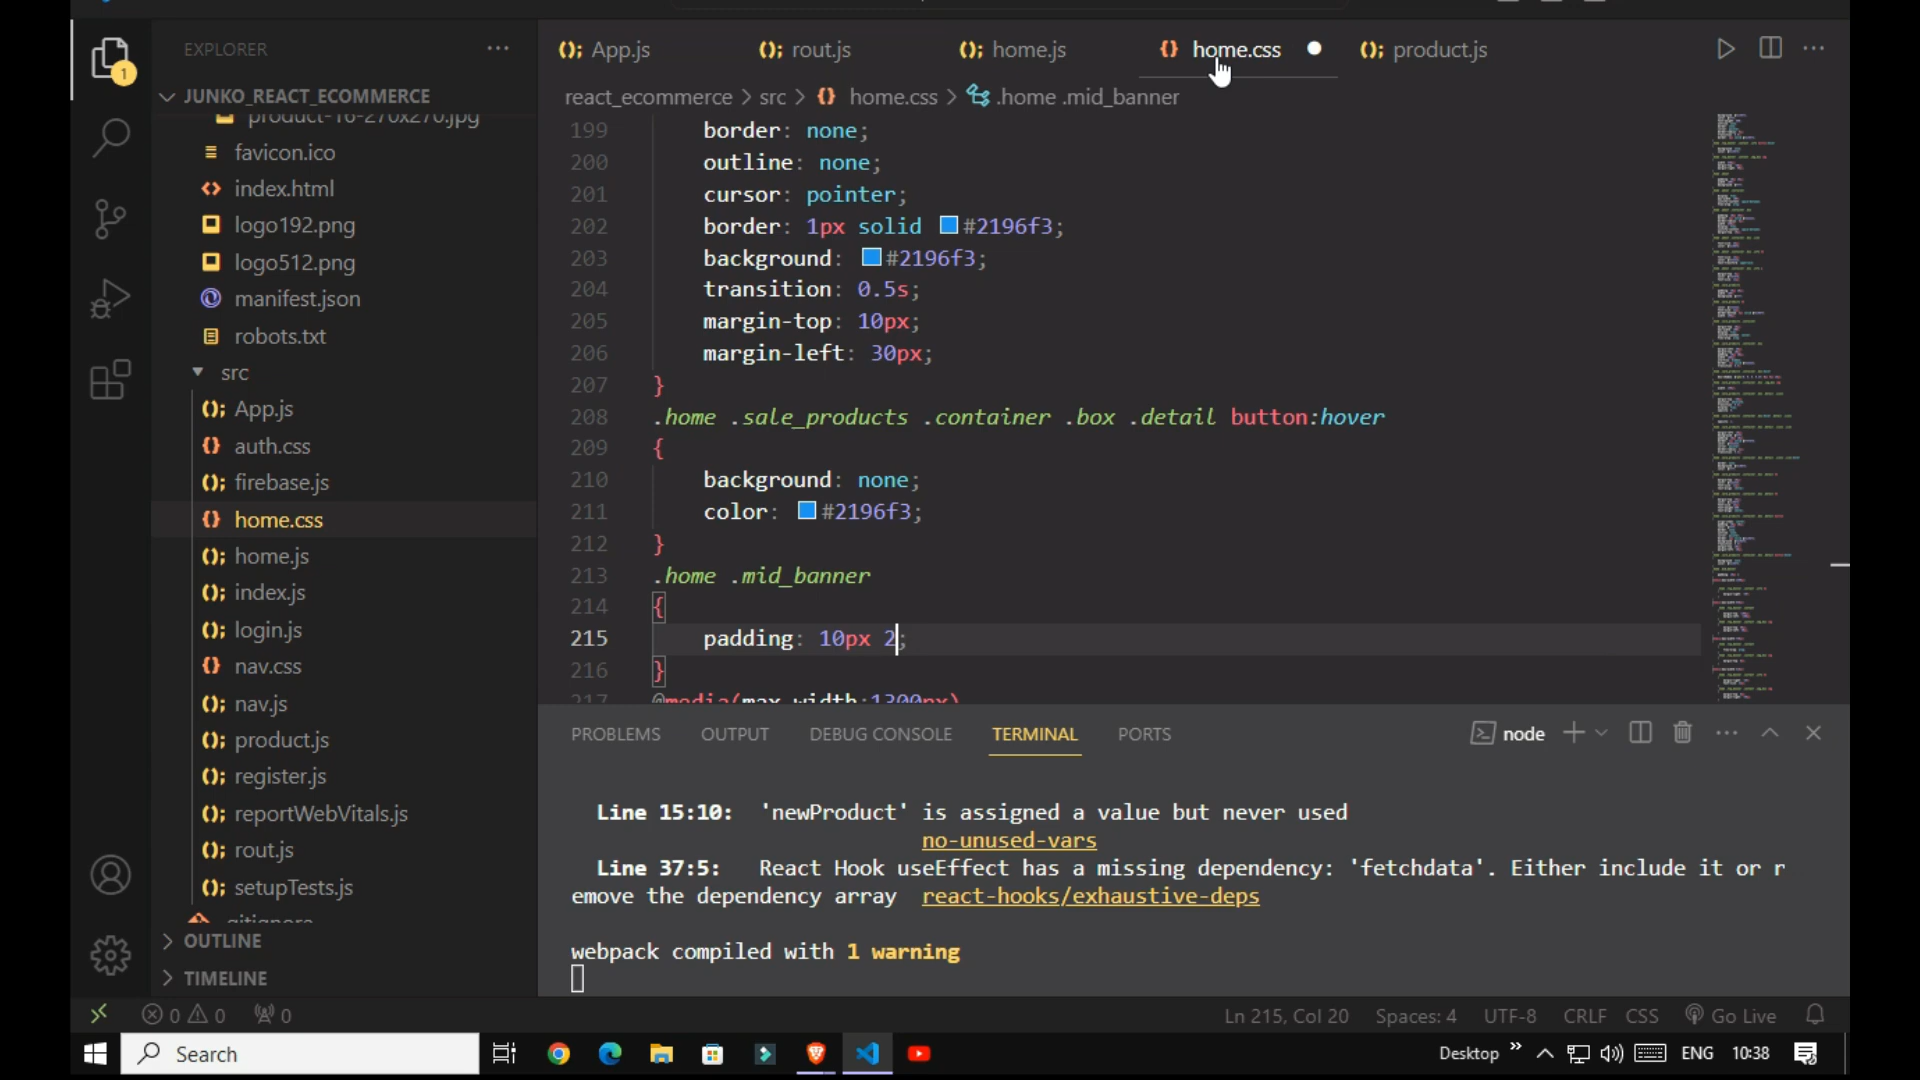 EXPLORER
JUNKO_REACT_ECOMMERCE
product-16-270x270.jpg
favicon.ico
index.html
logo192.png
logo512.png
manifest.json
robots.txt
src
App.js
auth.css
firebase.js
home.css
home.js
index.js
login.js
nav.css
nav.js
product.js
register.js
reportWebVitals.js
rout.js
setupTests.js
.gitignore
OUTLINE
TIMELINE
1
App.js rout.js home.js home.css product.js
react_ecommerce > src > home.css > .home .mid_banner
199 border: none;
200 outline: none;
201 cursor: pointer;
202 border: 1px solid #2196f3;
203 background: #2196f3;
204 transition: 0.5s;
205 margin-top: 10px;
206 margin-left: 30px;
207 }
208 .home .sale_products .container .box .detail button:hover
209 {
210 background: none;
211 color: #2196f3;
212 }
213 .home .mid_banner
214 {
215 padding: 10px 2;
216 }
217 @media(max-width:1300px)
PROBLEMS OUTPUT DEBUG CONSOLE TERMINAL PORTS
node
Line 15:10: 'newProduct' is assigned a value but never used
no-unused-vars
Line 37:5: React Hook useEffect has a missing dependency: 'fetchdata'. Either include it or r
emove the dependency array react-hooks/exhaustive-deps
webpack compiled with 1 warning
0 0 0
Ln 215, Col 20 Spaces: 4 UTF-8 CRLF CSS Go Live
Search
Desktop » ENG 10:38